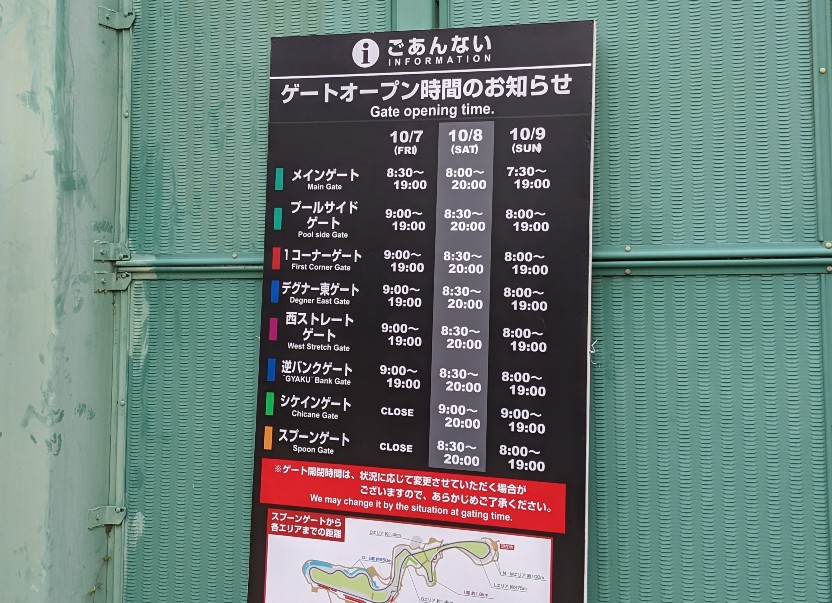 i ごあんない
INFORMATION
ゲートオープン時間のお知らせ
Gate opening time.
10/7 10/8 10/9
(FRI) (SAT) (SUN)
メインゲート 8:30〜 8:00〜 7:30〜
Main Gate 19:00 20:00 19:00
プールサイド
ゲート 9:00〜 8:30〜 8:00〜
Pool side Gate 19:00 20:00 19:00
1コーナーゲート 9:00〜 8:30〜 8:00〜
First Corner Gate 19:00 20:00 19:00
デグナー東ゲート 9:00〜 8:30〜 8:00〜
Degner East Gate 19:00 20:00 19:00
西ストレート
ゲート 9:00〜 8:30〜 8:00〜
West Stretch Gate 19:00 20:00 19:00
逆バンクゲート 9:00〜 8:30〜 8:00〜
"GYAKU" Bank Gate 19:00 20:00 19:00
シケインゲート CLOSE 9:00〜 9:00〜
Chicane Gate 20:00 19:00
スプーンゲート CLOSE 8:30〜 8:00〜
Spoon Gate 20:00 19:00
※ゲート開閉時間は、状況に応じて変更させていただく場合が
ございますので、あらかじめご了承ください。
We may change it by the situation at gating time.
スプーンゲートから
各エリアまでの距離